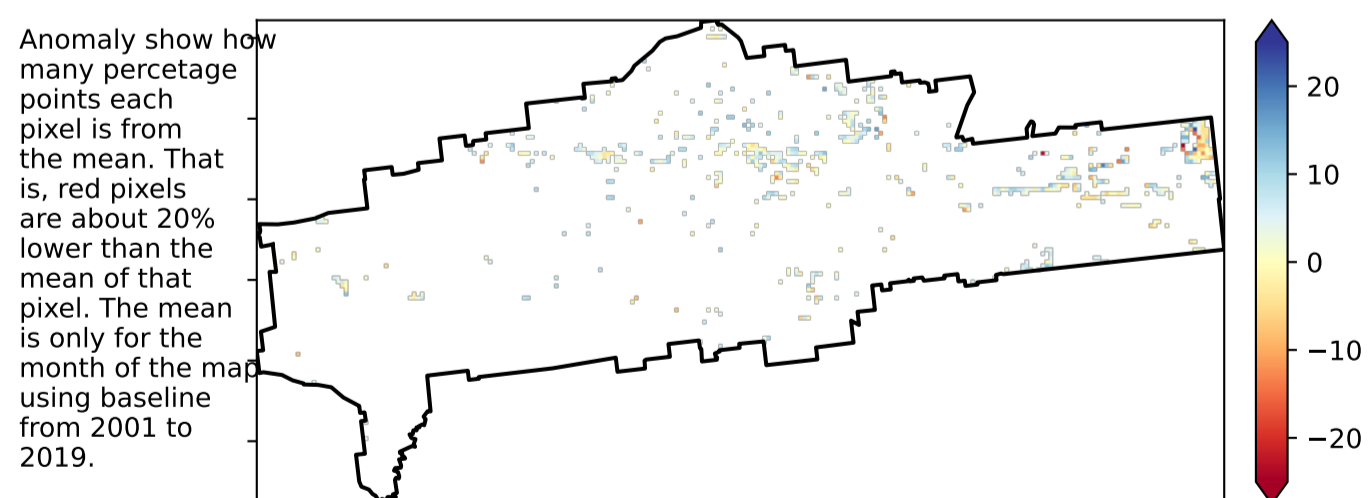 Anomaly show how
many percetage
points each
pixel is from
the mean. That
is, red pixels
are about 20%
lower than the
mean of that
pixel. The mean
is only for the
month of the map
using baseline
from 2001 to
2019.
20
10
0
−10
−20